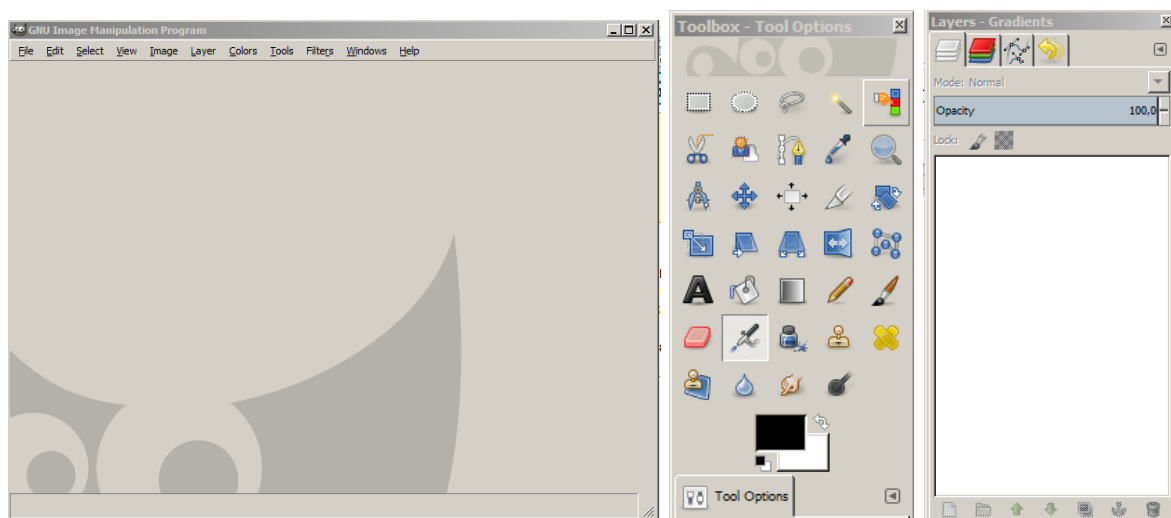 GNU Image Manipulation Program
File Edit Select View Image Layer Colors Tools Filters Windows Help
Toolbox - Tool Options
Tool Options
Layers - Gradients
Mode: Normal
Opacity 100,0
Lock: